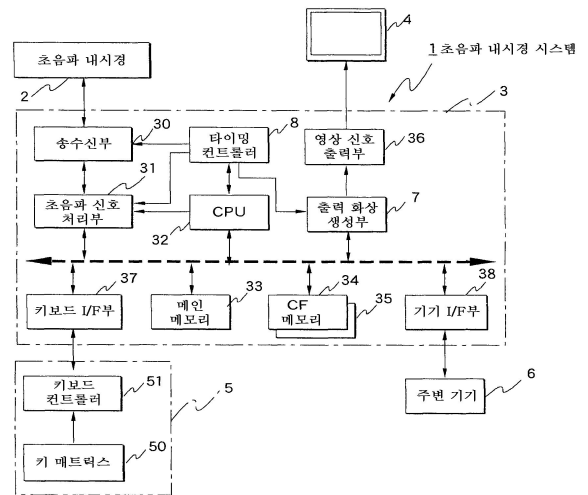 4
1 초음파 내시경 시스템
초음파 내시경
2
3
30
송수신부
8
타이밍
컨트롤러
영상 신호
출력부
36
31
초음파 신호
처리부
CPU
32
출력 화상
생성부
7
37
키보드 I/F부
메인
메모리
33
CF
메모리
34
35
38
기기 I/F부
키보드
컨트롤러
51
5
주변 기기
6
키 매트릭스
50